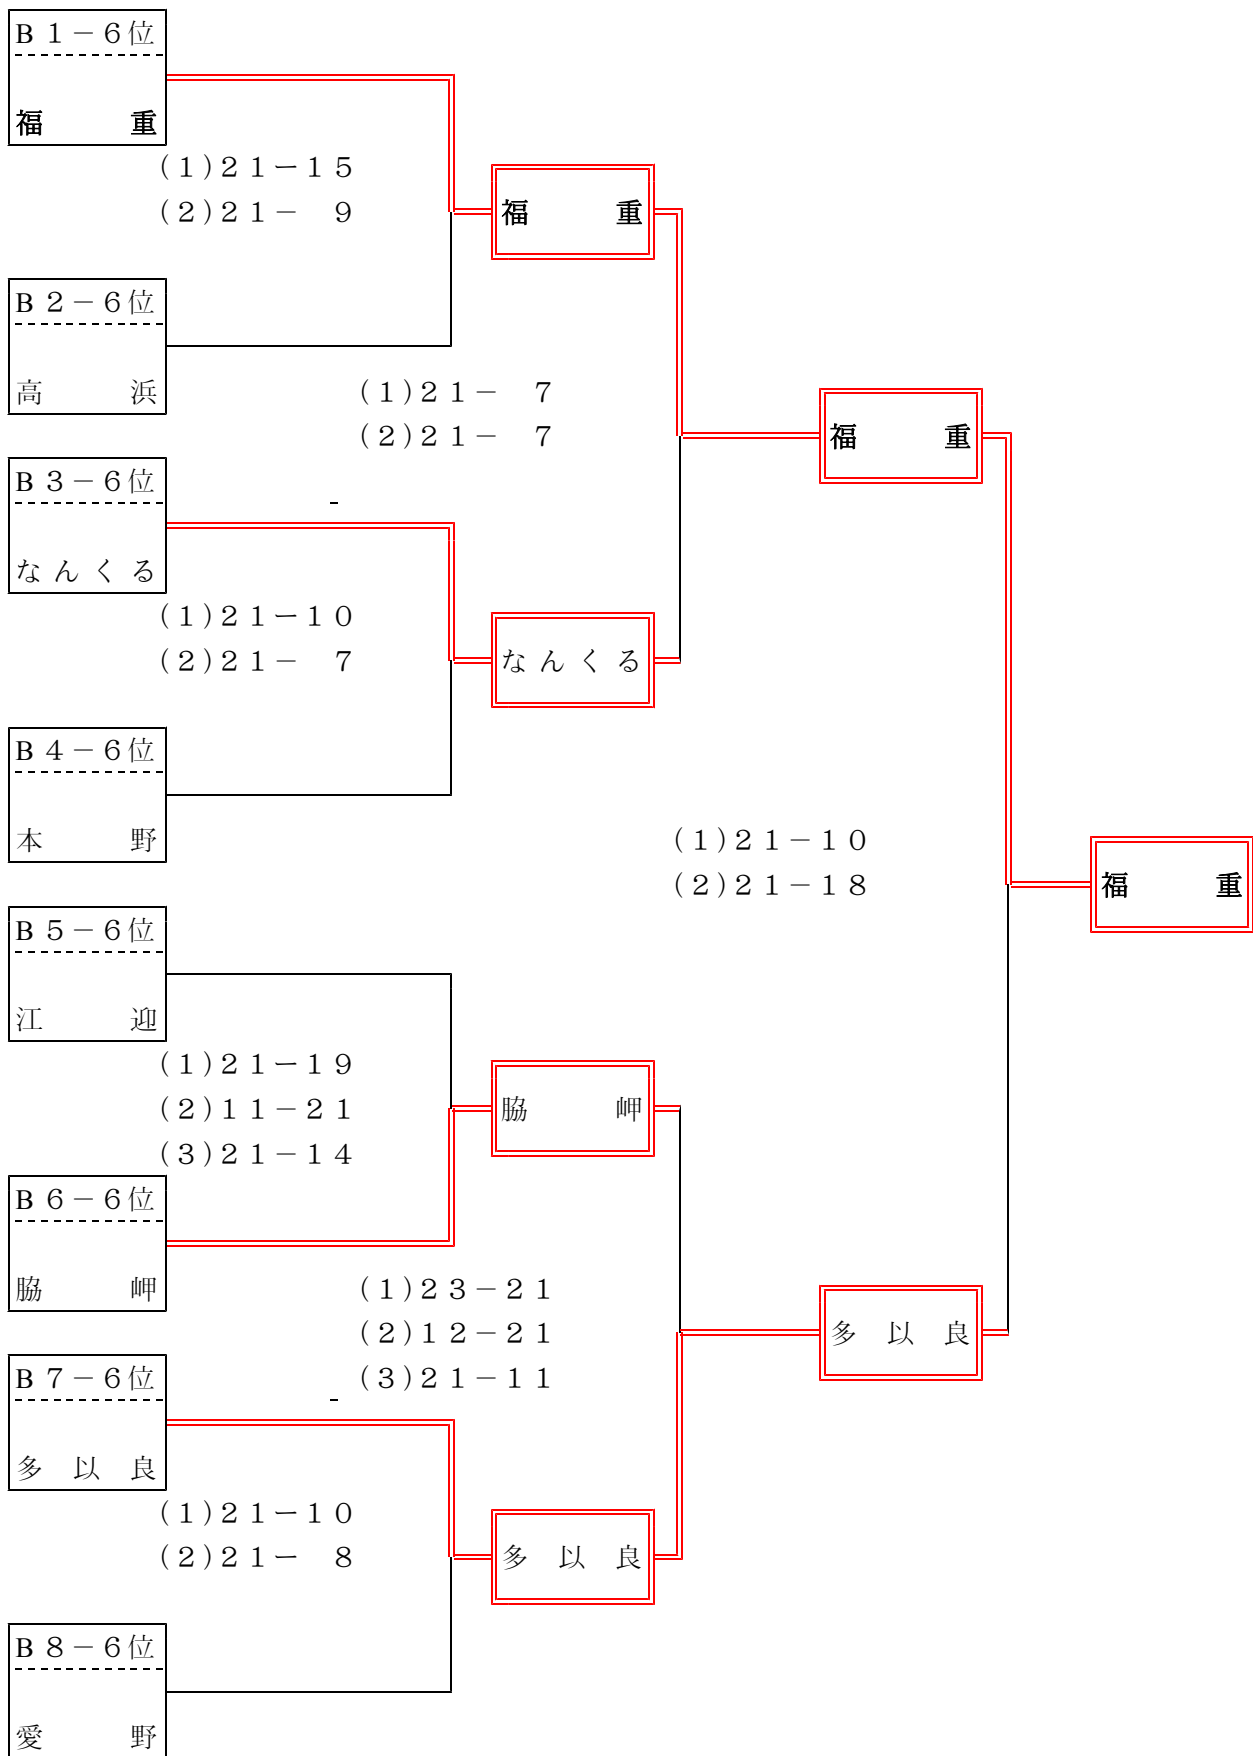 B１－６位
福　　重
(1)２１－１５
(2)２１－　９
福　　重
B２－６位
高　　浜
(1)２１－　７
(2)２１－　７
福　　重
B３－６位
なんくる
(1)２１－１０
(2)２１－　７
なんくる
B４－６位
本　　野
(1)２１－１０
(2)２１－１８
福　　重
B５－６位
江　　迎
(1)２１－１９
(2)１１－２１
(3)２１－１４
脇　　岬
B６－６位
脇　　岬
(1)２３－２１
(2)１２－２１
(3)２１－１１
多　以　良
B７－６位
多　以　良
(1)２１－１０
(2)２１－　８
多　以　良
B８－６位
愛　　野